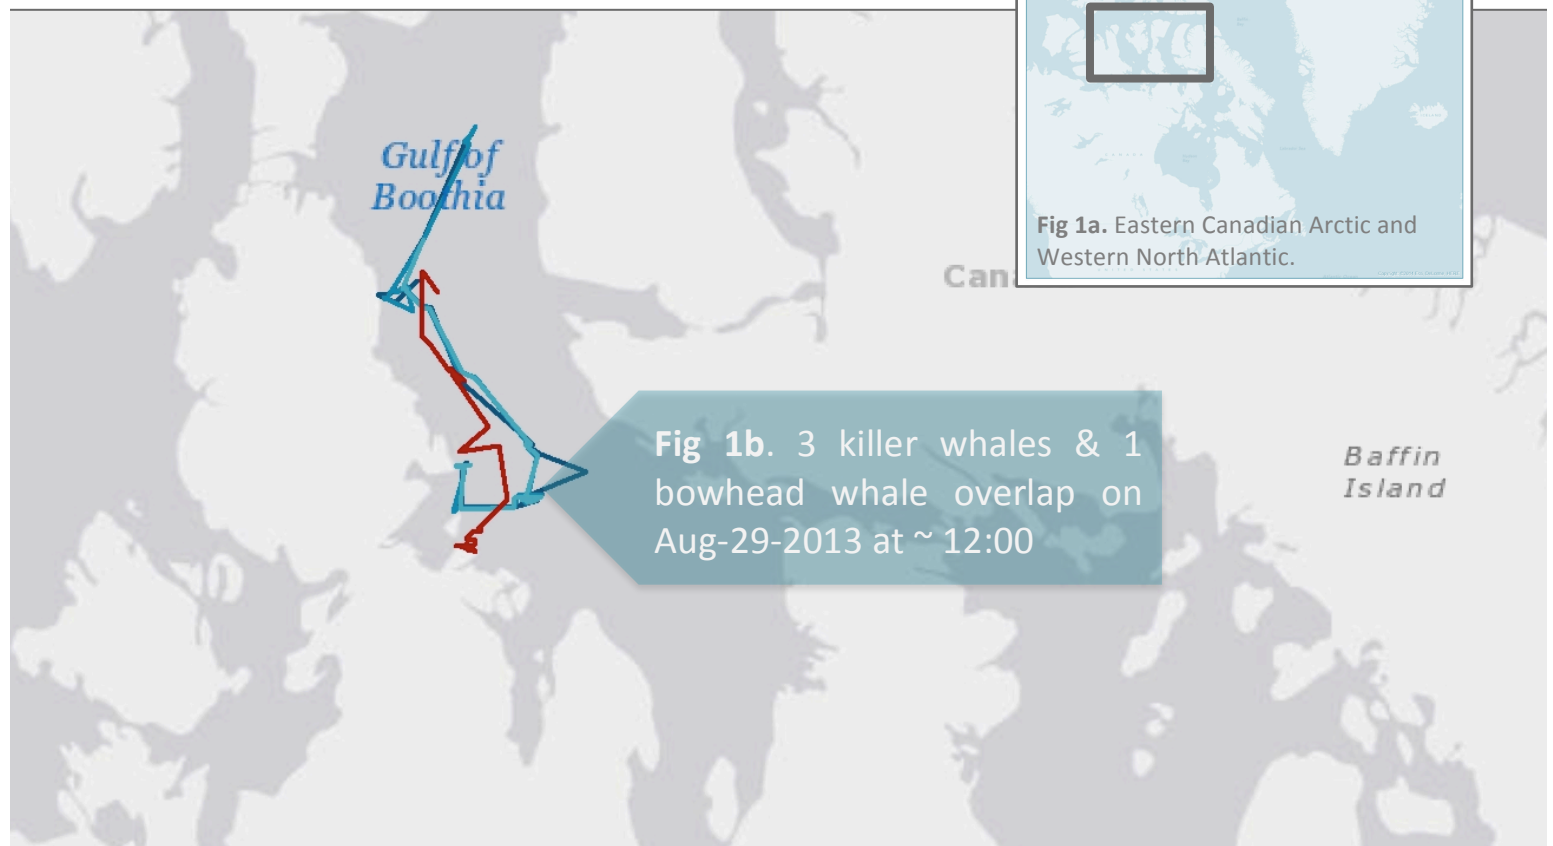 Gulf of
Boothia
Fig 1a. Eastern Canadian Arctic and
Western North Atlantic.
Fig 1b. 3 killer whales & 1
bowhead whale overlap on
Aug-29-2013 at ~ 12:00
Baffin
Island